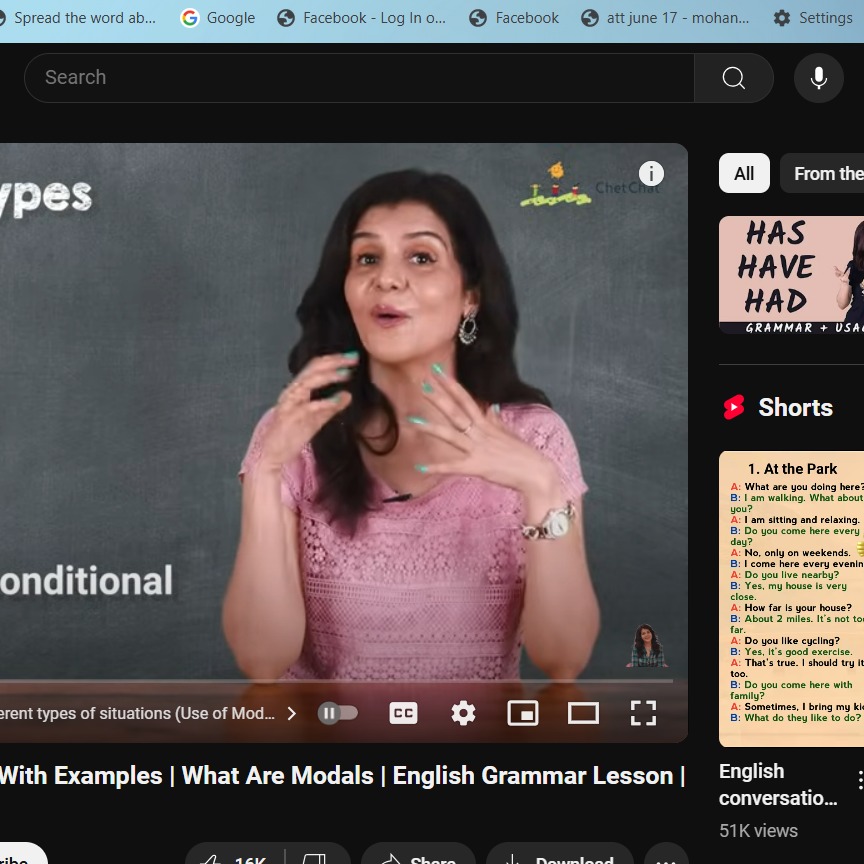 Spread the word ab...
Google
Facebook - Log In o...
Facebook
att june 17 - mohan...
Settings
Search
ypes
ChetChat
onditional
erent types of situations (Use of Mod...
CC
With Examples | What Are Modals | English Grammar Lesson |
ribe
16K
Share
Download
All
From the
HAS
HAVE
HAD
GRAMMAR + USA
Shorts
1. At the Park
A: What are you doing here?
B: I am walking. What about
you?
A: I am sitting and relaxing.
B: Do you come here every
day?
A: No, only on weekends.
B: I come here every evenin
A: Do you live nearby?
B: Yes, my house is very
close.
A: How far is your house?
B: About 2 miles. It's not too
far.
A: Do you like cycling?
B: Yes, it's good exercise.
A: That's true. I should try it
too.
B: Do you come here with
family?
A: Sometimes, I bring my kid
B: What do they like to do?
English
conversatio...
51K views